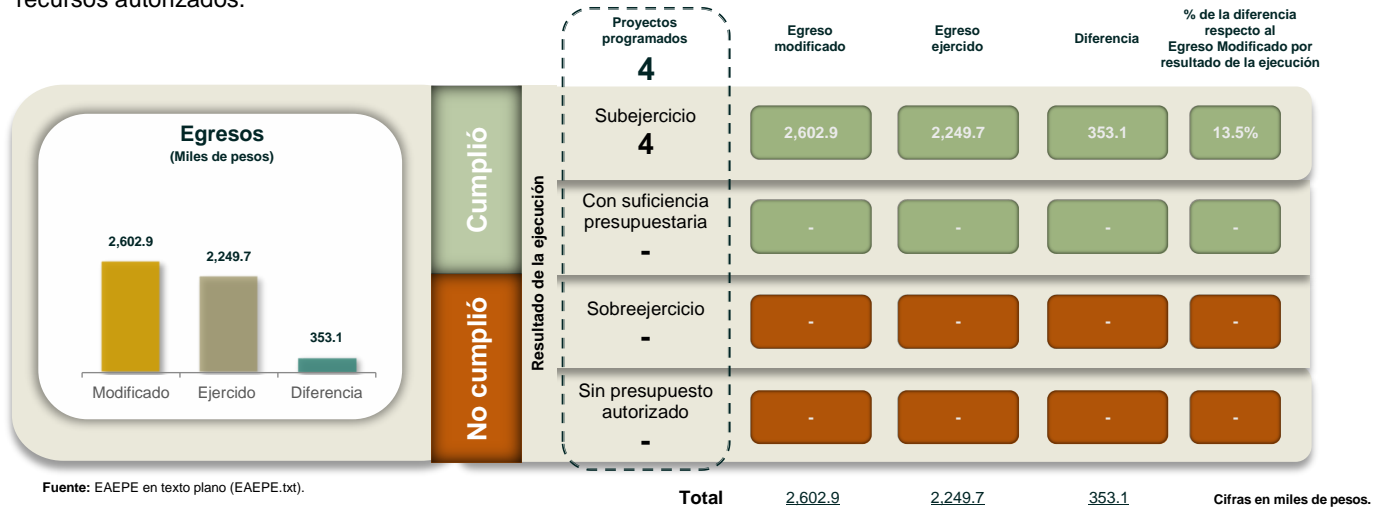 recursos autorizados.
Proyectos
programados
4
Egreso
modificado
Egreso
ejercido
Diferencia
% de la diferencia
respecto al
Egreso Modificado por
resultado de la ejecución
Egresos
(Miles de pesos)
2,602.9
2,249.7
353.1
Modificado
Ejercido
Diferencia
Cumplió
No cumplió
Resultado de la ejecución
Subejercicio
4
2,602.9
2,249.7
353.1
13.5%
Con suficiencia
presupuestaria
-
-
-
-
-
Sobreejercicio
-
-
-
-
-
Sin presupuesto
autorizado
-
-
-
-
-
Fuente: EAEPE en texto plano (EAEPE.txt).
Total
2,602.9
2,249.7
353.1
Cifras en miles de pesos.